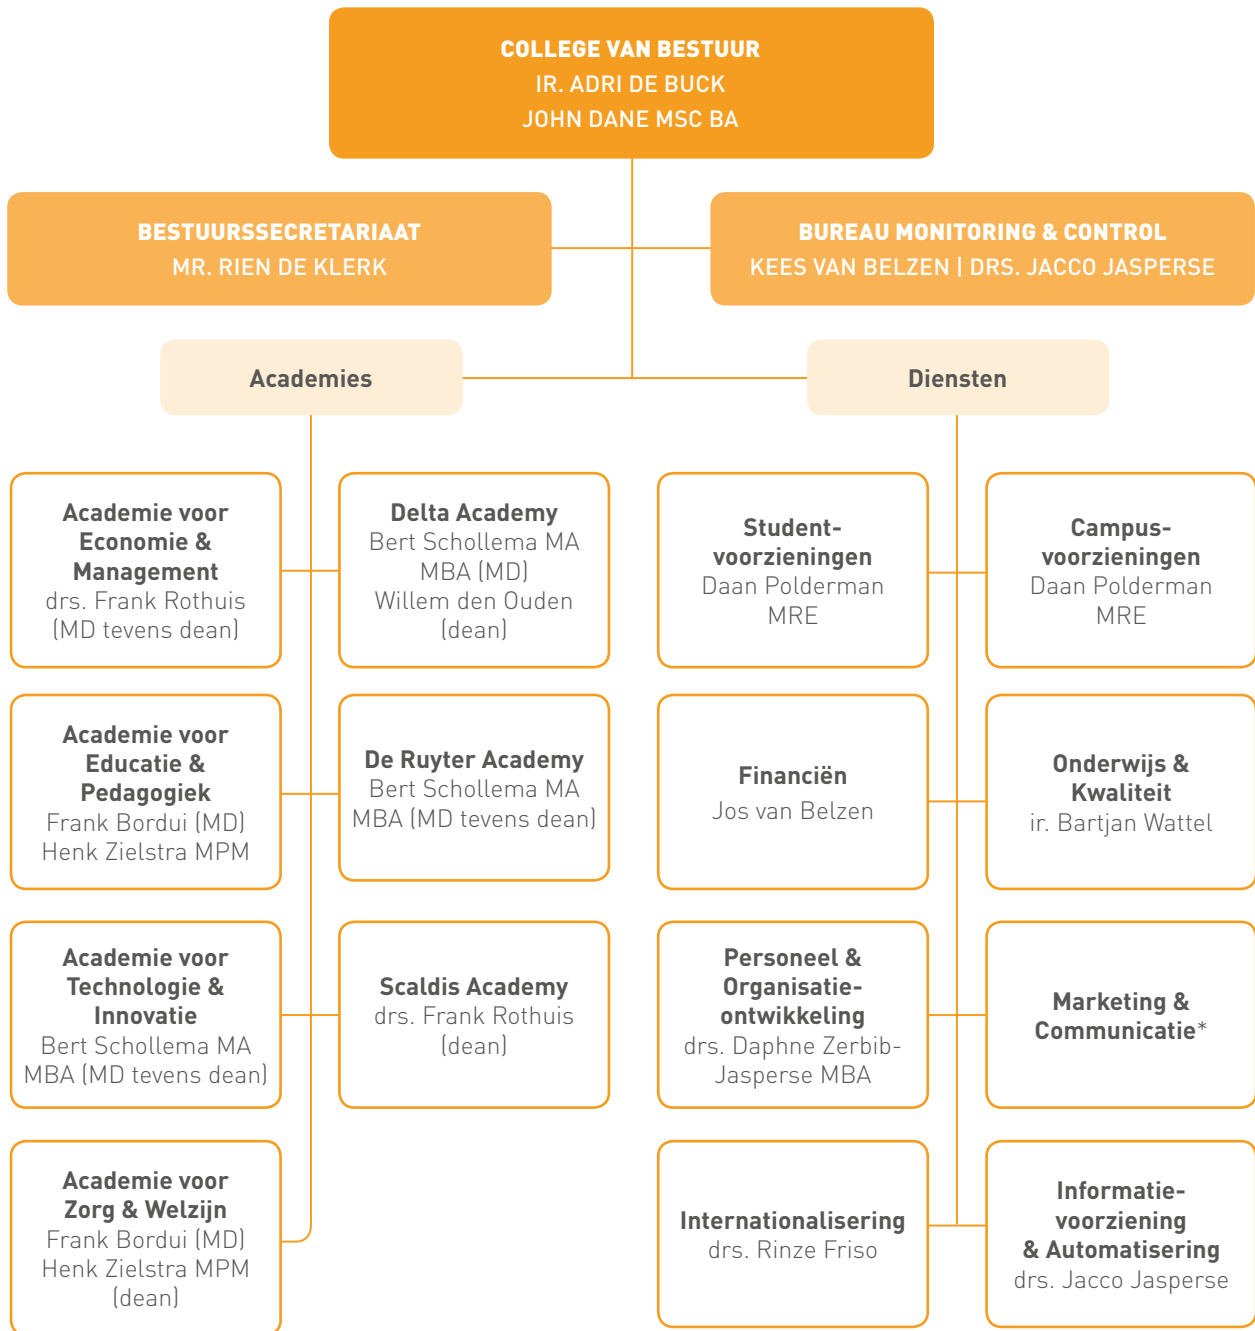 COLLEGE VAN BESTUUR
IR. ADRI DE BUCK
JOHN DANE MSC BA
BESTUURSSECRETARIAAT
MR. RIEN DE KLERK
BUREAU MONITORING & CONTROL
KEES VAN BELZEN | DRS. JACCO JASPERSE
Academies
Diensten
Academie voor
Economie &
Management
drs. Frank Rothuis
(MD tevens dean)
Delta Academy
Bert Schollema MA
MBA (MD)
Willem den Ouden
(dean)
Student-
voorzieningen
Daan Polderman
MRE
Campus-
voorzieningen
Daan Polderman
MRE
Academie voor
Educatie &
Pedagogiek
Frank Bordui (MD)
Henk Zielstra MPM
De Ruyter Academy
Bert Schollema MA
MBA (MD tevens dean)
Financiën
Jos van Belzen
Onderwijs &
Kwaliteit
ir. Bartjan Wattel
Academie voor
Technologie &
Innovatie
Bert Schollema MA
MBA (MD tevens dean)
Scaldis Academy
drs. Frank Rothuis
(dean)
Personeel &
Organisatie-
ontwikkeling
drs. Daphne Zerbib-
Jasperse MBA
Marketing &
Communicatie*
Academie voor
Zorg & Welzijn
Frank Bordui (MD)
Henk Zielstra MPM
(dean)
Internationalisering
drs. Rinze Friso
Informatie-
voorziening
& Automatisering
drs. Jacco Jasperse